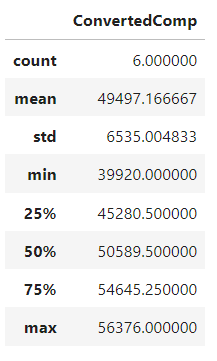 ConvertedComp
count 6.000000
mean 49497.166667
std 6535.004833
min 39920.000000
25% 45280.500000
50% 50589.500000
75% 54645.250000
max 56376.000000